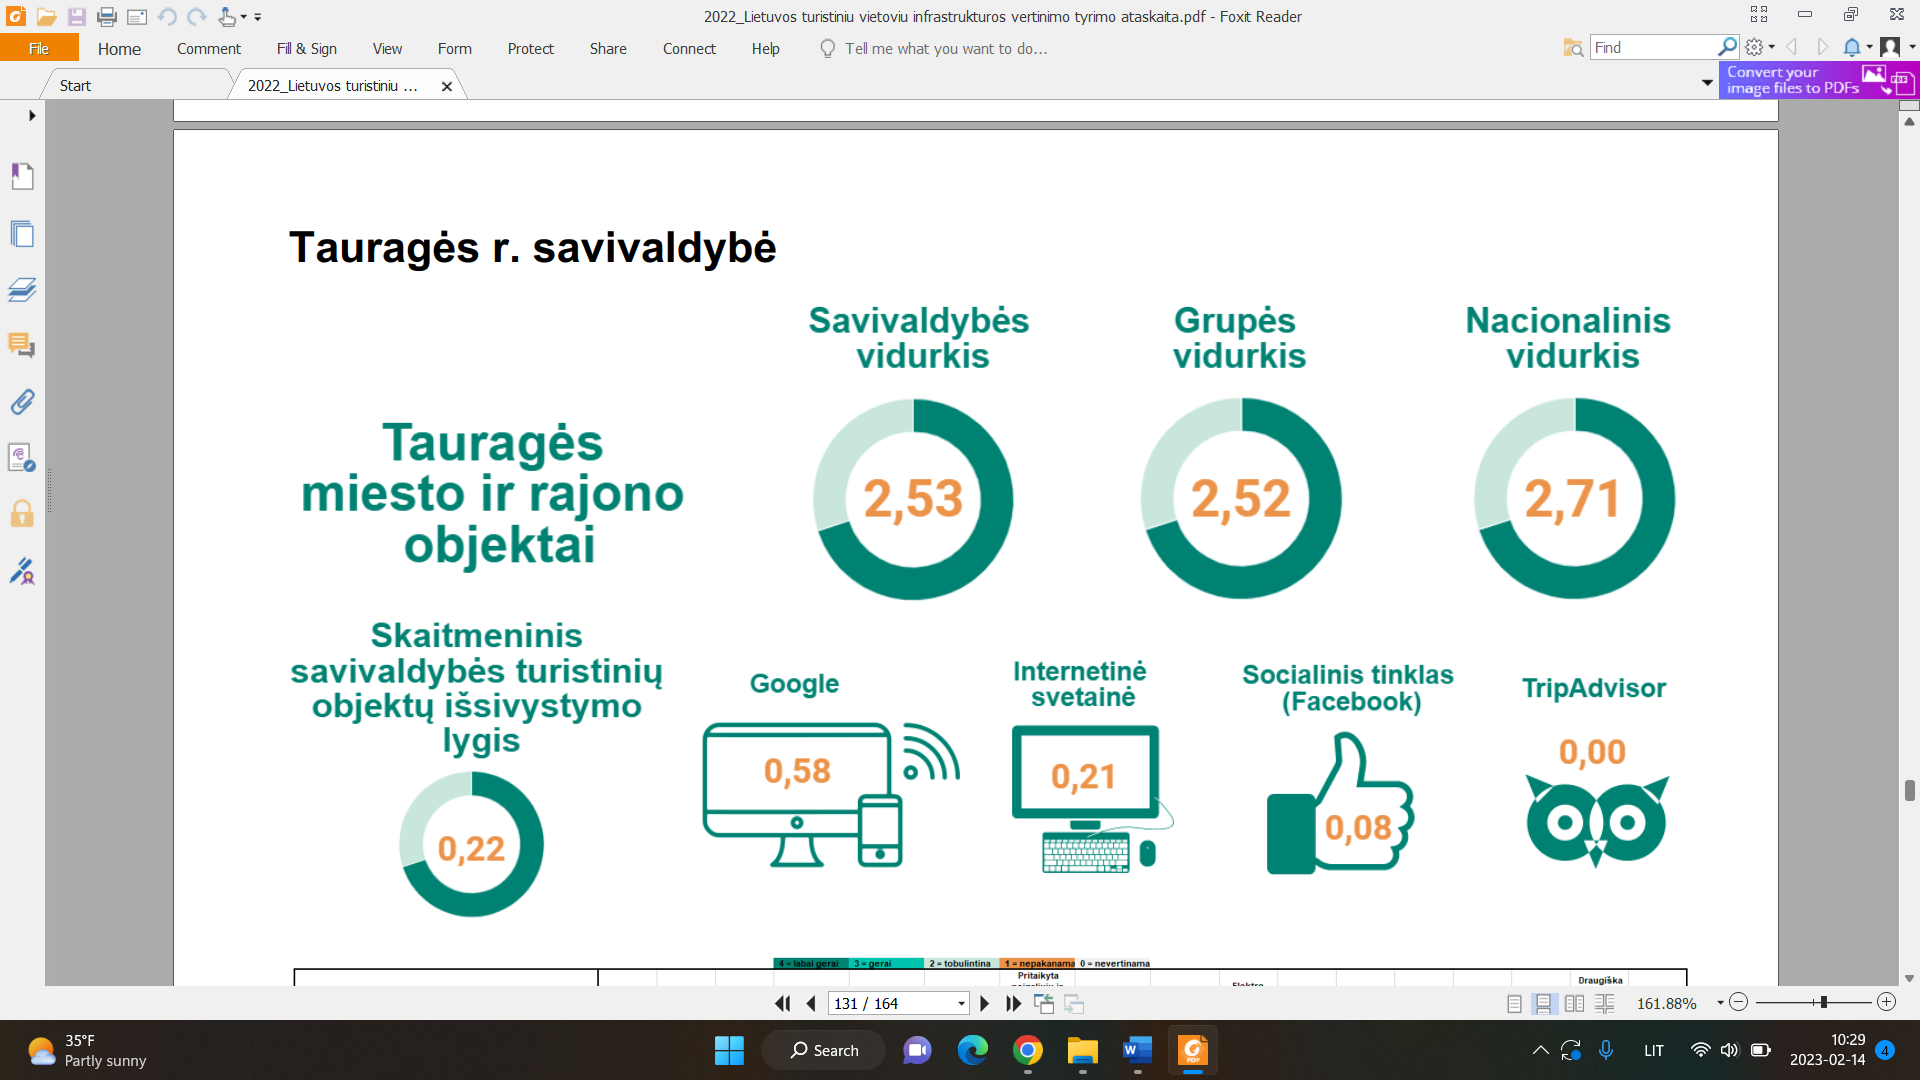 2022_Lietuvos turistiniu vietoviu infrastrukturos vertinimo tyrimo ataskaita.pdf - Foxit Reader
File Home Comment Fill & Sign View Form Protect Share Connect Help Tell me what you want to do... Find
Start 2022_Lietuvos turistiniu ...
Convert your
image files to PDFs
Tauragės r. savivaldybė
Savivaldybės
vidurkis
Grupės
vidurkis
Nacionalinis
vidurkis
Tauragės
miesto ir rajono
objektai
2,53
2,52
2,71
Skaitmeninis
savivaldybės turistinių
objektų išsivystymo
lygis
0,22
Google
0,58
Internetinė
svetainė
0,21
Socialinis tinklas
(Facebook)
0,08
TripAdvisor
0,00
4 = labai gerai 3 = gerai 2 = tobulintina 1 = nepakanama 0 = nevertinama
Pritaikyta
Draugiška
131 / 164
161.88%
35°F
Partly sunny
Search
LIT
10:29
2023-02-14
4